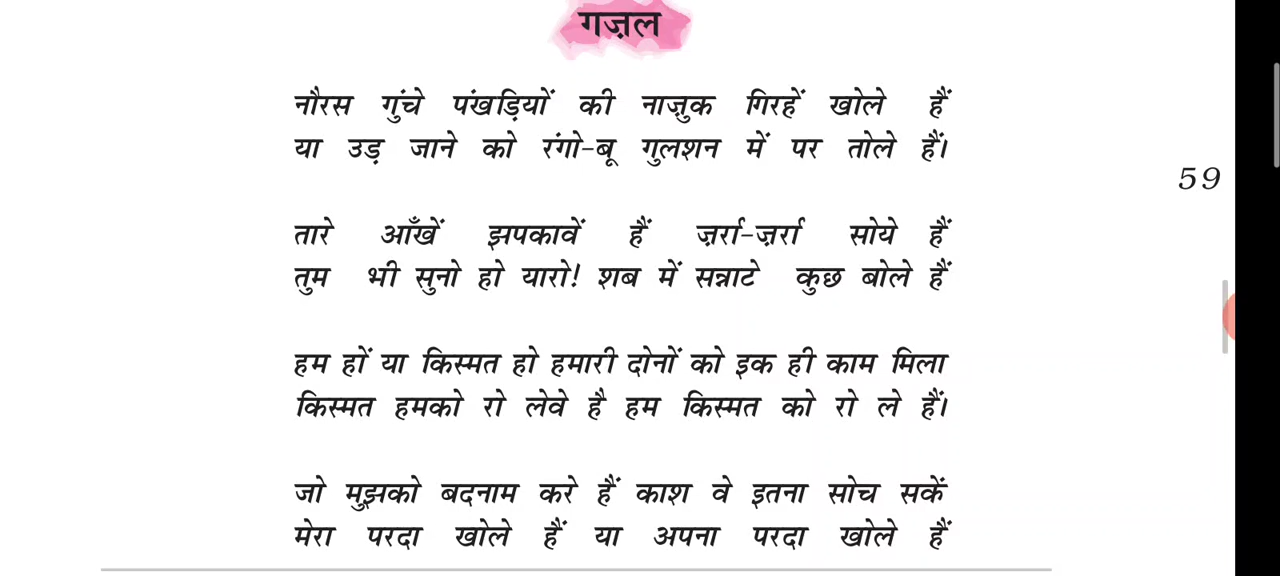 गज़ल
नौरस गुंचे पंखड़ियों की नाज़ुक गिरहें खोले हैं
या उड़ जाने को रंगो-बू गुलशन में पर तोले हैं।
59
तारे आँखें झपकावें हैं ज़र्रा-ज़र्रा सोये हैं
तुम भी सुनो हो यारो! शब में सन्नाटे कुछ बोले हैं
हम हों या किस्मत हो हमारी दोनों को इक ही काम मिला
किस्मत हमको रो लेवे है हम किस्मत को रो ले हैं।
जो मुझको बदनाम करे हैं काश वे इतना सोच सकें
मेरा परदा खोले हैं या अपना परदा खोले हैं